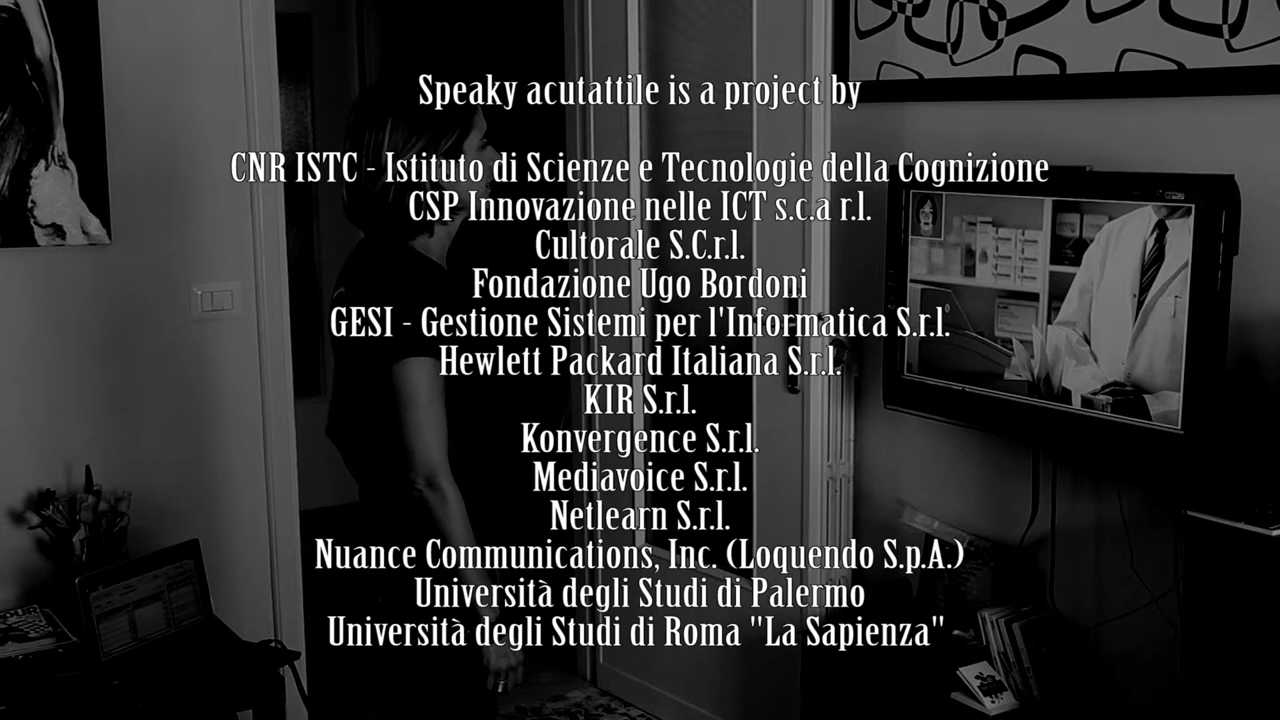 Speaky acutattile is a project by
CNR ISTC - Istituto di Scienze e Tecnologie della Cognizione
CSP Innovazione nelle ICT s.c.a r.l.
Cultorale S.C.r.l.
Fondazione Ugo Bordoni
GESI - Gestione Sistemi per l'Informatica S.r.l.
Hewlett Packard Italiana S.r.l.
KIR S.r.l.
Konvergence S.r.l.
Mediavoice S.r.l.
Netlearn S.r.l.
Nuance Communications, Inc. (Loquendo S.p.A.)
Università degli Studi di Palermo
Università degli Studi di Roma "La Sapienza"